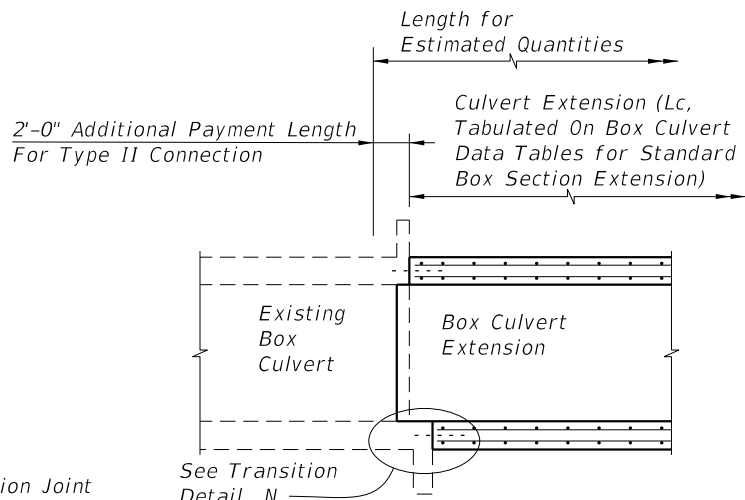 Length for
Estimated Quantities
Culvert Extension (Lc,
Tabulated On Box Culvert
Data Tables for Standard
Box Section Extension)
2'-0" Additional Payment Length
For Type II Connection
Existing
Box
Culvert
Box Culvert
Extension
See Transition
Detail N
ion Joint